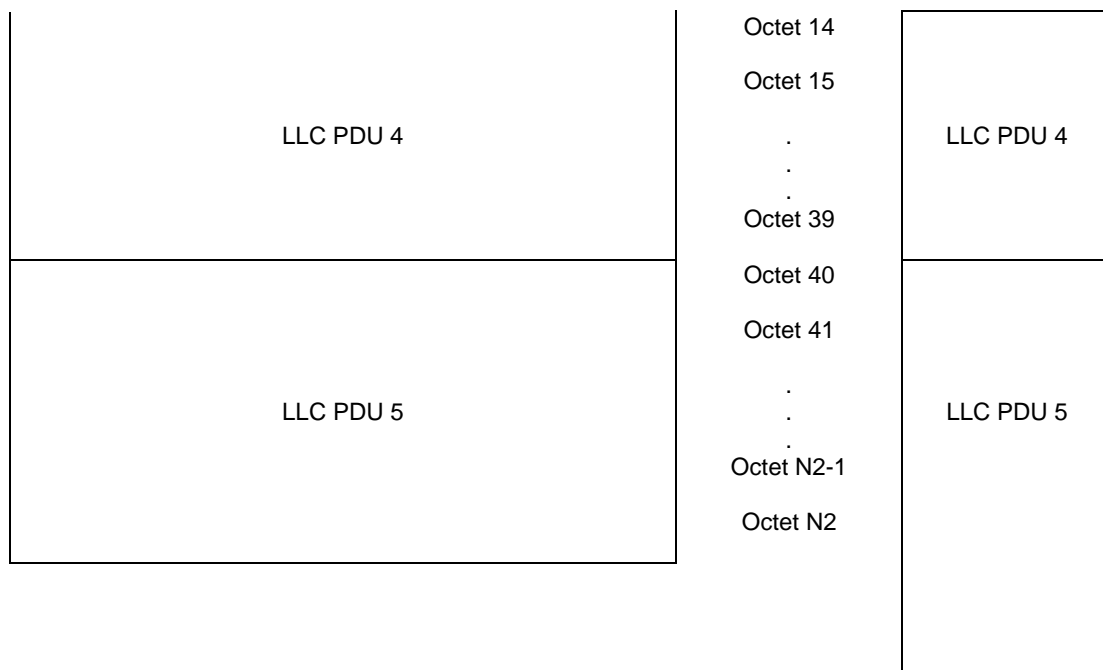 Octet 14
Octet 15
LLC PDU 4
.
LLC PDU 4
.
.
Octet 39
Octet 40
Octet 41
.
LLC PDU 5
.
LLC PDU 5
.
Octet N2-1
Octet N2